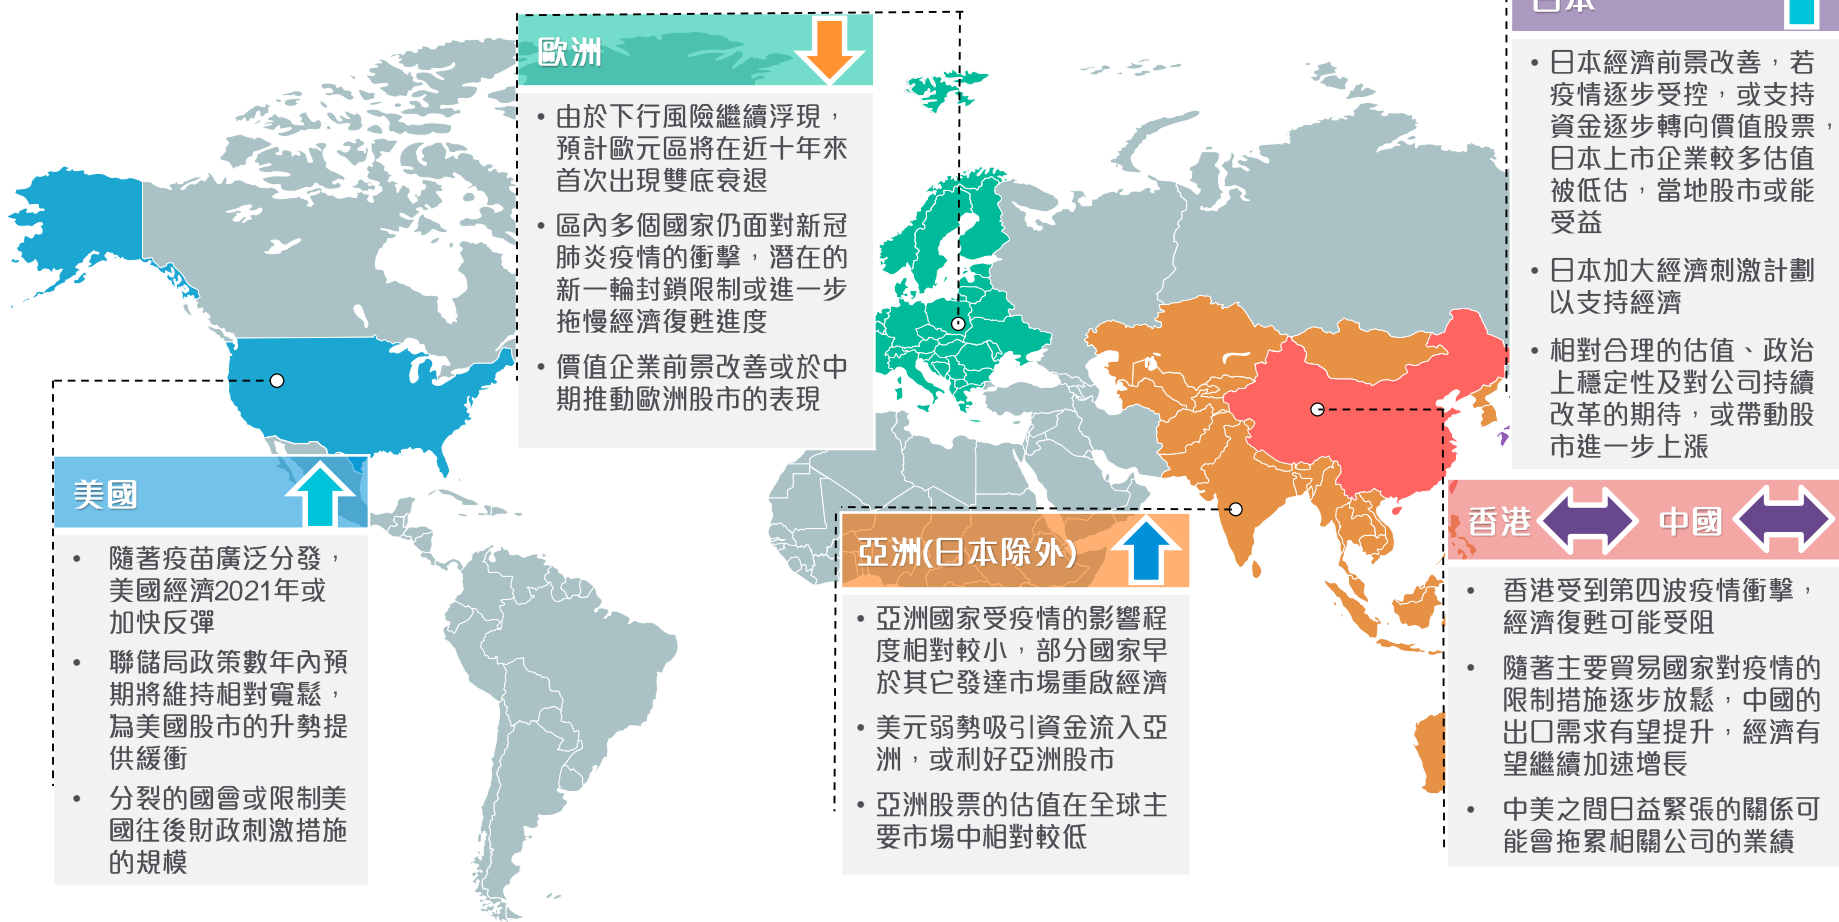 歐洲
由於下行風險繼續浮現，
預計歐元區將在近十年來
首次出現雙底衰退
區內多個國家仍面對新冠
肺炎疫情的衝擊，潛在的
新一輪封鎖限制或進一步
拖慢經濟復甦進度
價值企業前景改善或於中
期推動歐洲股市的表現
日本
日本經濟前景改善，若
疫情逐步受控，或支持
資金逐步轉向價值股票，
日本上市企業較多估值
被低估，當地股市或能
受益
日本加大經濟刺激計劃
以支持經濟
相對合理的估值、政治
上穩定性及對公司持續
改革的期待，或帶動股
市進一步上漲
美國
隨著疫苗廣泛分發，
美國經濟2021年或
加快反彈
聯儲局政策數年內預
期將維持相對寬鬆，
為美國股市的升勢提
供緩衝
分裂的國會或限制美
國往後財政刺激措施
的規模
亞洲(日本除外)
亞洲國家受疫情的影響程
度相對較小，部分國家早
於其它發達市場重啟經濟
美元弱勢吸引資金流入亞
洲，或利好亞洲股市
亞洲股票的估值在全球主
要市場中相對較低
香港 中國
香港受到第四波疫情衝擊，
經濟復甦可能受阻
隨著主要貿易國家對疫情的
限制措施逐步放鬆，中國的
出口需求有望提升，經濟有
望繼續加速增長
中美之間日益緊張的關係可
能會拖累相關公司的業績